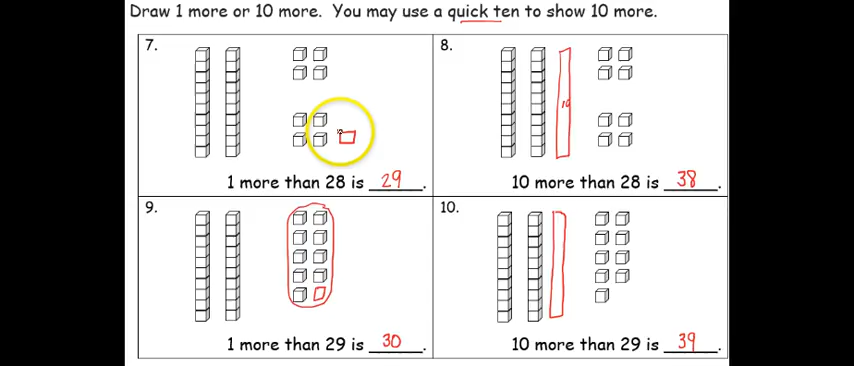 Draw 1 more or 10 more. You may use a quick ten to show 10 more.
7.
1 more than 28 is 29.
8.
10
10 more than 28 is 38.
9.
1 more than 29 is 30.
10.
10 more than 29 is 39.